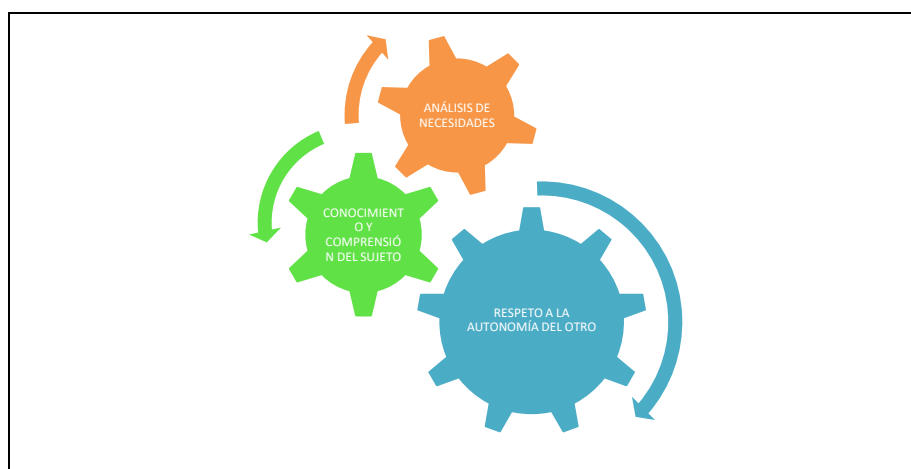 ANÁLISIS DE
NECESIDADES
CONOCIMIENT
O Y
COMPRENSIÓ
N DEL SUJETO
RESPETO A LA
AUTONOMÍA DEL OTRO